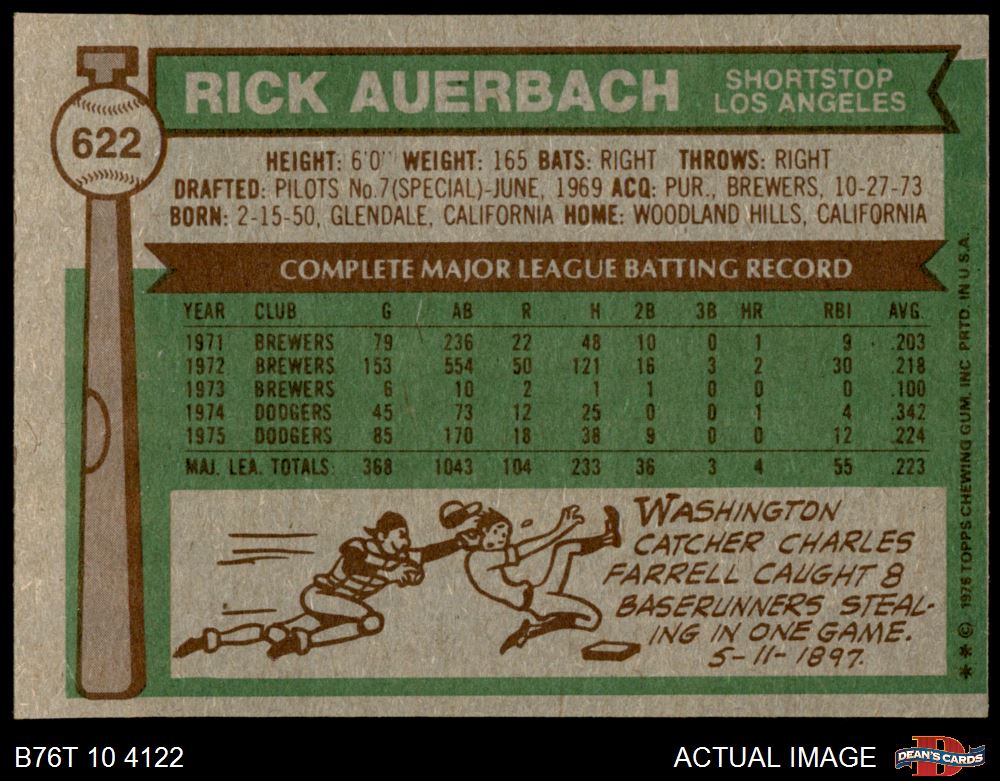 622
RICK AUERBACH
SHORTSTOP
LOS ANGELES
HEIGHT: 6'0" WEIGHT: 165 BATS: RIGHT THROWS: RIGHT
DRAFTED: PILOTS No.7(SPECIAL)-JUNE, 1969 ACQ: PUR., BREWERS, 10-27-73
BORN: 2-15-50, GLENDALE, CALIFORNIA HOME: WOODLAND HILLS, CALIFORNIA
COMPLETE MAJOR LEAGUE BATTING RECORD
YEAR CLUB G AB R H 2B 3B HR RBI AVG.
1971 BREWERS 79 236 22 48 10 0 1 9 .203
1972 BREWERS 153 554 50 121 16 3 2 30 .218
1973 BREWERS 6 10 2 1 1 0 0 0 .100
1974 DODGERS 45 73 12 25 0 0 1 4 .342
1975 DODGERS 85 170 18 38 9 0 0 12 .224
MAJ. LEA. TOTALS: 368 1043 104 233 36 3 4 55 .223
WASHINGTON
CATCHER CHARLES
FARRELL CAUGHT 8
BASERUNNERS STEAL-
ING IN ONE GAME.
5-11-1897.
** © 1976 TOPPS CHEWING GUM, INC. PRTD. IN U.S.A.
B76T 10 4122
ACTUAL IMAGE
DEAN'S CARDS